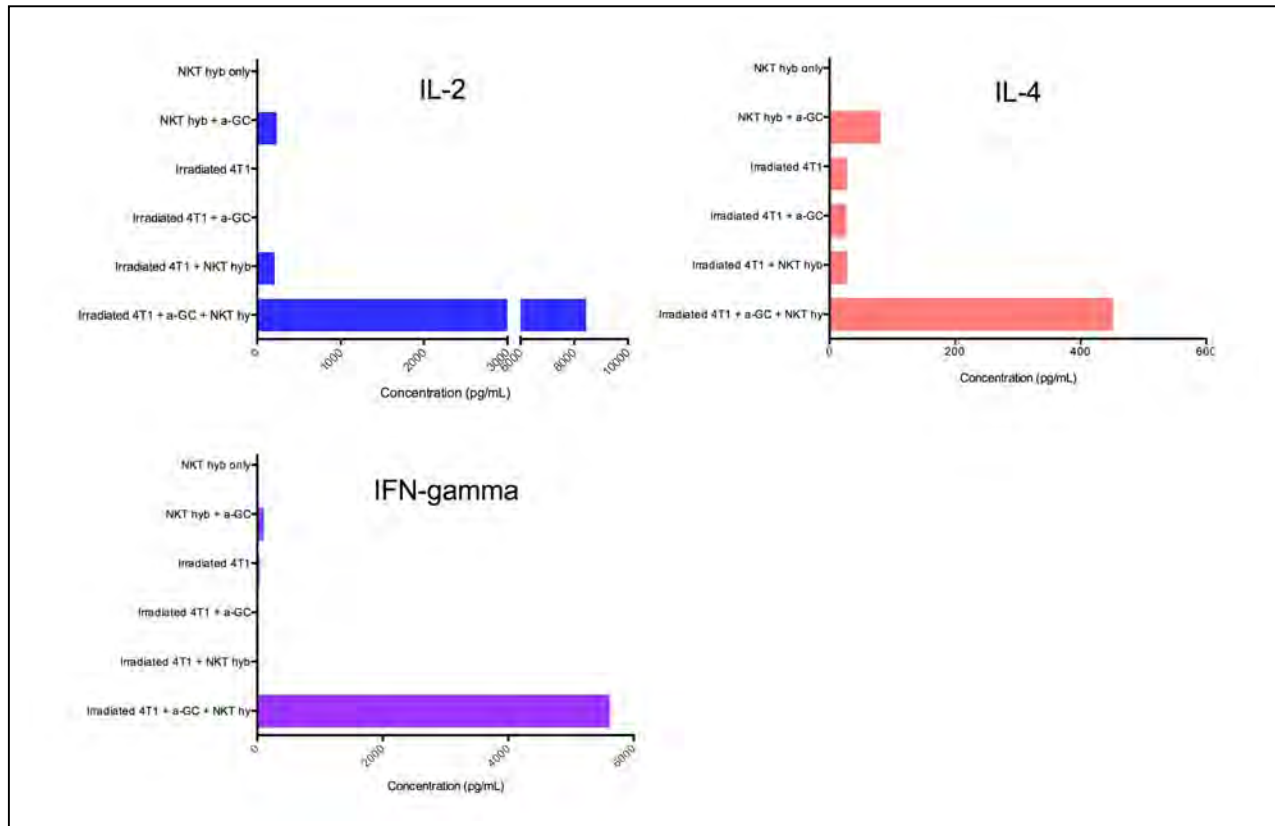 IL-2
NKT hyb only
NKT hyb + a-GC
Irradiated 4T1
Irradiated 4T1 + a-GC
Irradiated 4T1 + NKT hyb
Irradiated 4T1 + a-GC + NKT hy
0
1000
2000
3000
6000
8000
10000
Concentration (pg/mL)
IL-4
NKT hyb only
NKT hyb + a-GC
Irradiated 4T1
Irradiated 4T1 + a-GC
Irradiated 4T1 + NKT hyb
Irradiated 4T1 + a-GC + NKT hy
0
200
400
Concentration (pg/mL)
IFN-gamma
NKT hyb only
NKT hyb + a-GC
Irradiated 4T1
Irradiated 4T1 + a-GC
Irradiated 4T1 + NKT hyb
Irradiated 4T1 + a-GC + NKT hy
0
2000
4000
6000
Concentration (pg/mL)